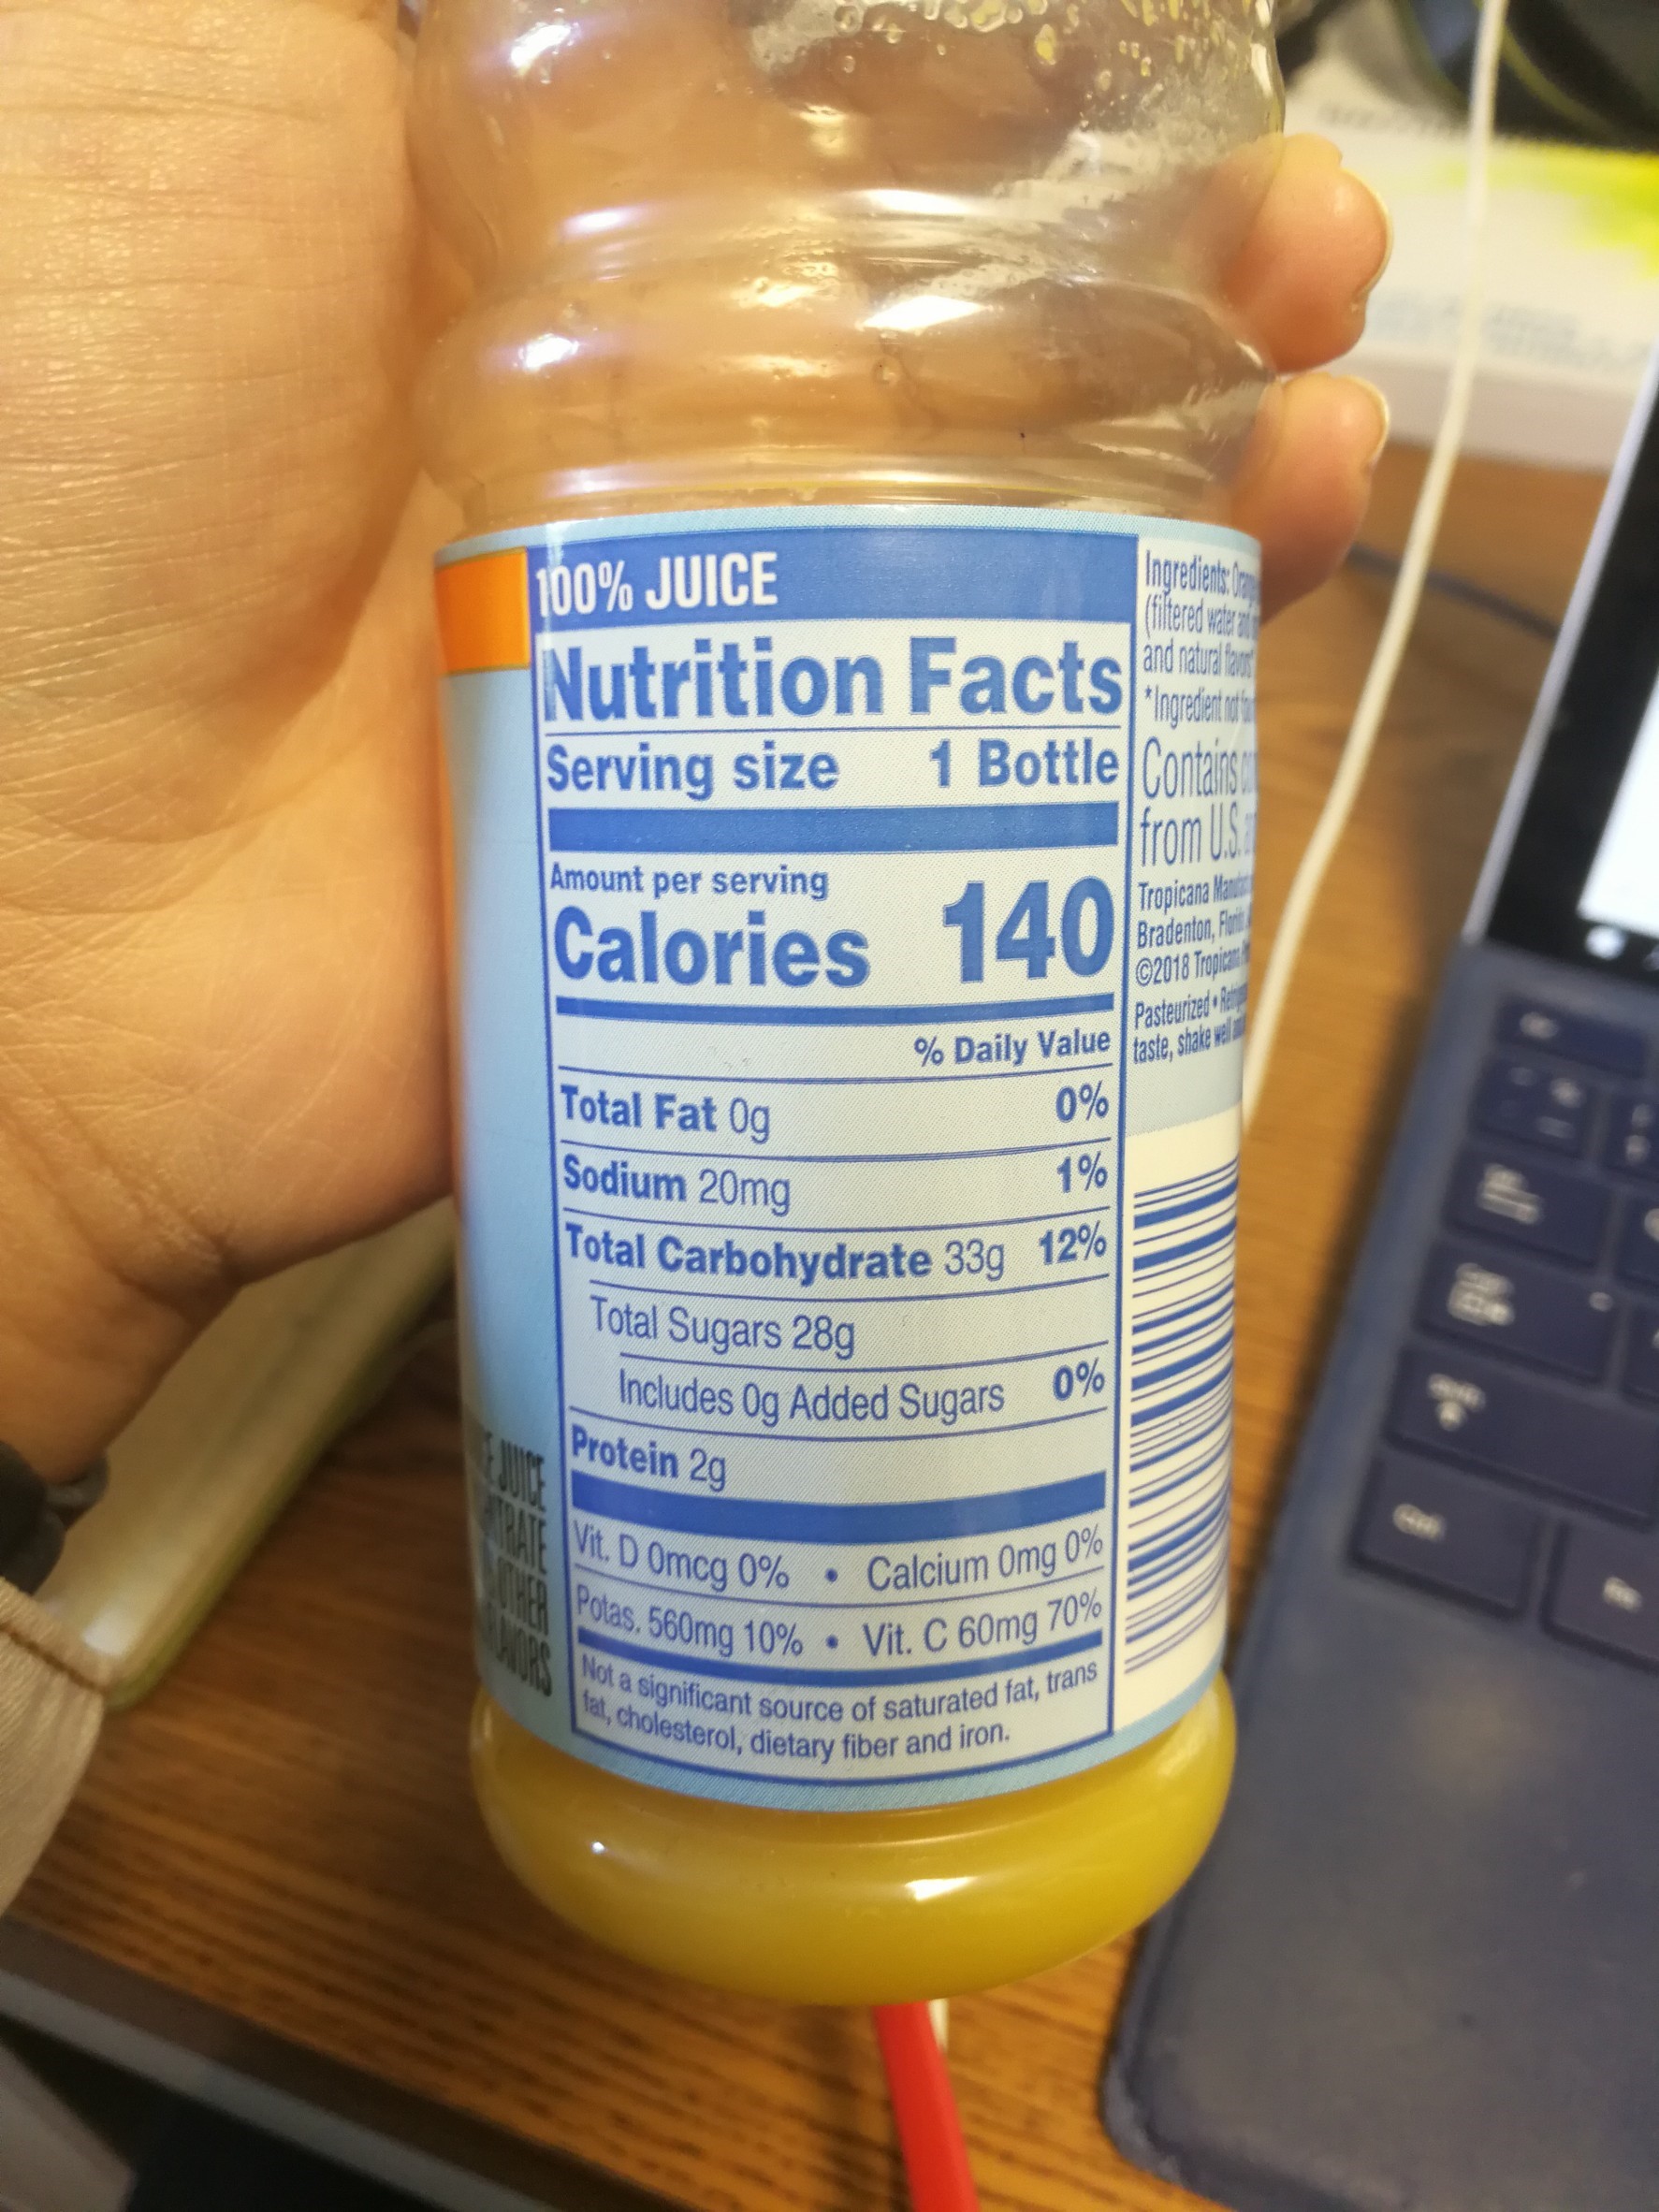 100% JUICE
Nutrition Facts
Serving size 1 Bottle
Amount per serving
Calories 140
% Daily Value
Total Fat 0g 0%
Sodium 20mg 1%
Total Carbohydrate 33g 12%
Total Sugars 28g
Includes 0g Added Sugars 0%
Protein 2g
Vit. D 0mcg 0% • Calcium 0mg 0%
Potas. 560mg 10% • Vit. C 60mg 70%
Not a significant source of saturated fat, trans
fat, cholesterol, dietary fiber and iron.
Ingredients:
(filtered water and
and natural flavors*
*Ingredient not
Contains
from U.S.
Tropicana
Bradenton,
©2018 Tropicana
Pasteurized •
taste, shake well
JUICE
OTHER